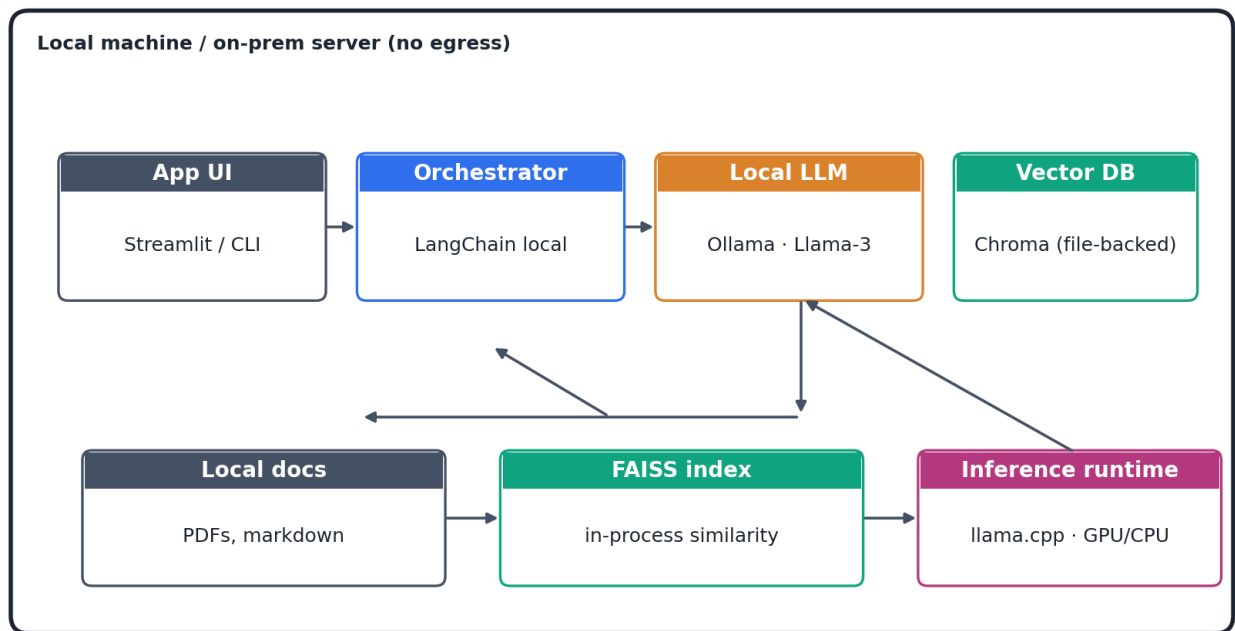 Local machine / on-prem server (no egress)
App UI
Streamlit / CLI
Orchestrator
LangChain local
Local LLM
Ollama · Llama-3
Vector DB
Chroma (file-backed)
Local docs
PDFs, markdown
FAISS index
in-process similarity
Inference runtime
llama.cpp · GPU/CPU